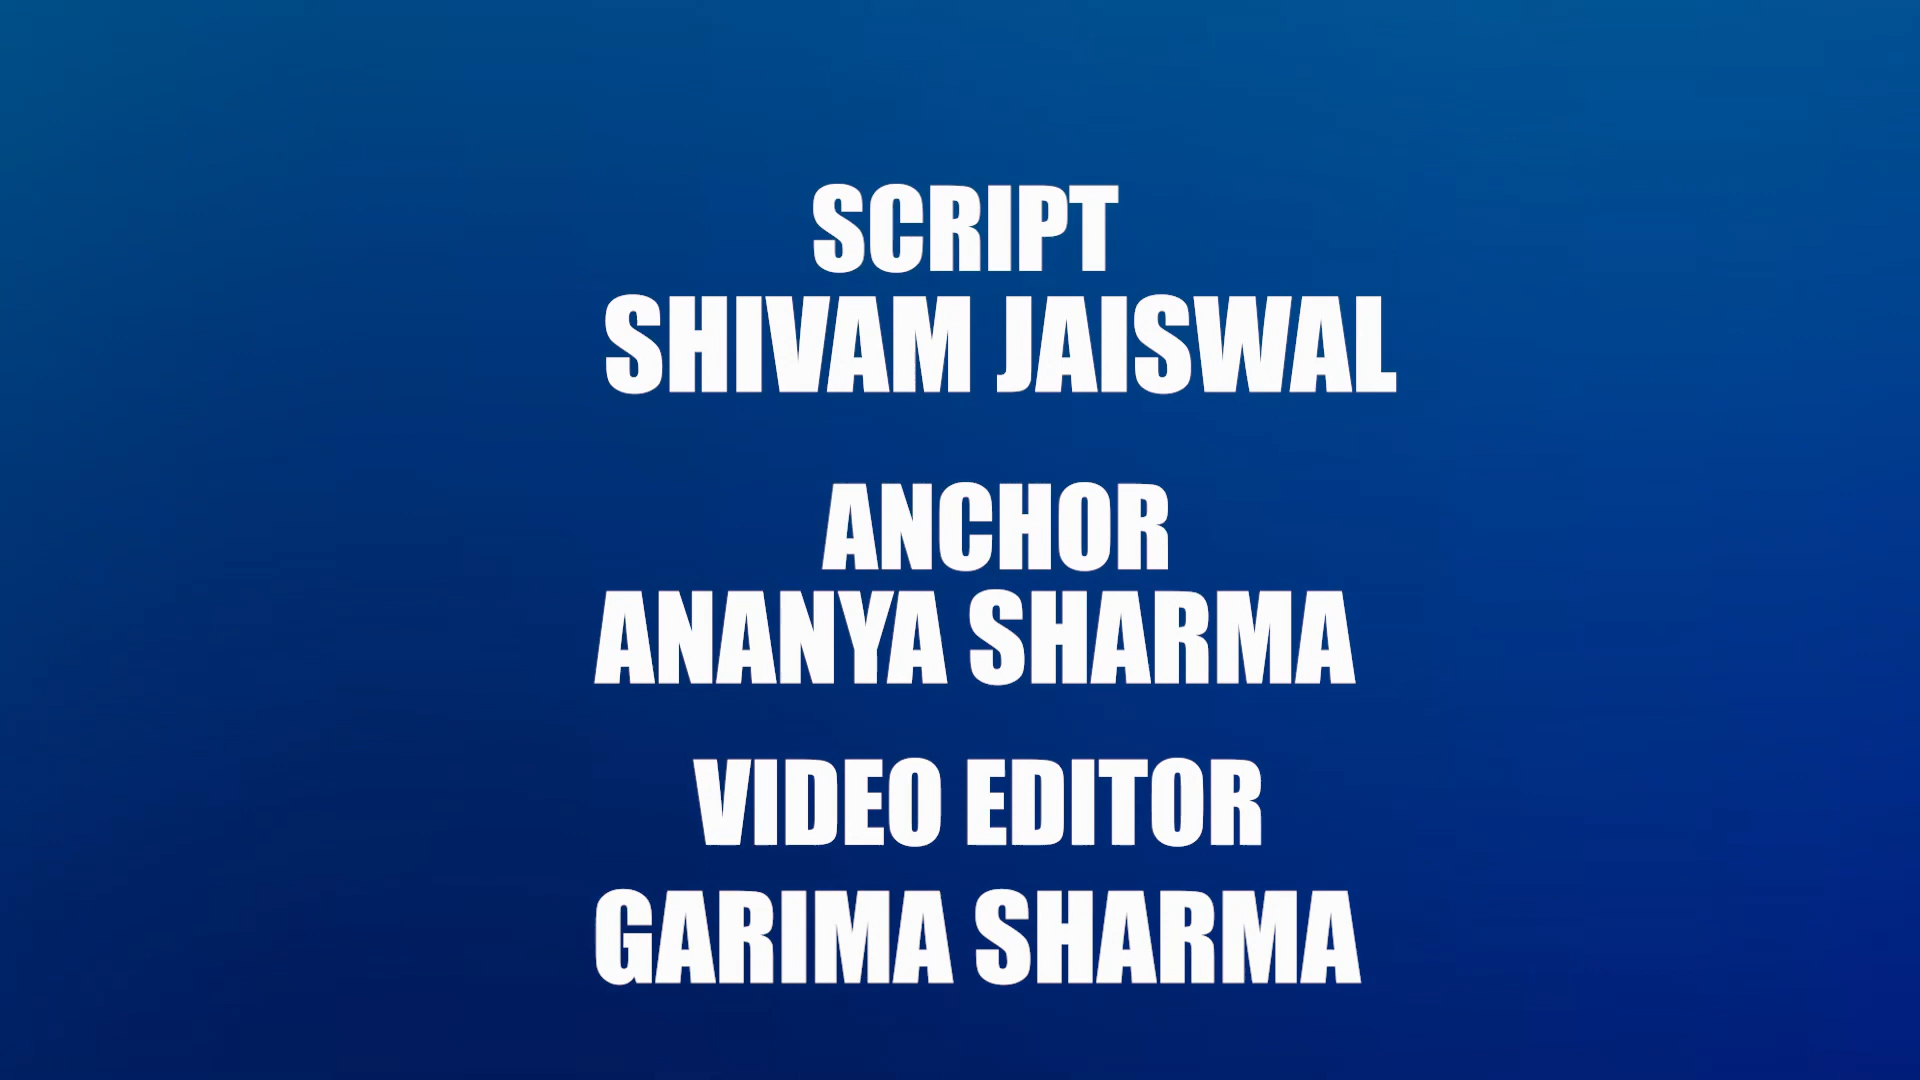 SCRIPT
SHIVAM JAISWAL
ANCHOR
ANANYA SHARMA
VIDEO EDITOR
GARIMA SHARMA